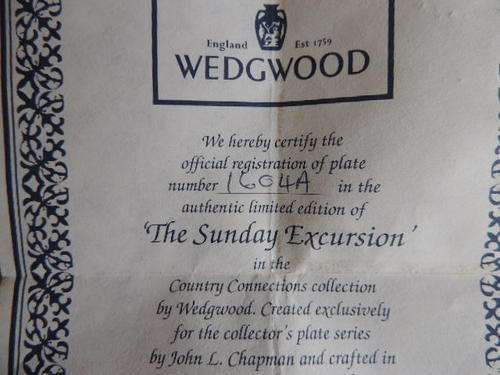 England Est 1759
WEDGWOOD
We hereby certify the
official registration of plate
number 1604A in the
authentic limited edition of
'The Sunday Excursion'
in the
Country Connections collection
by Wedgwood. Created exclusively
for the collector's plate series
by John L. Chapman and crafted in